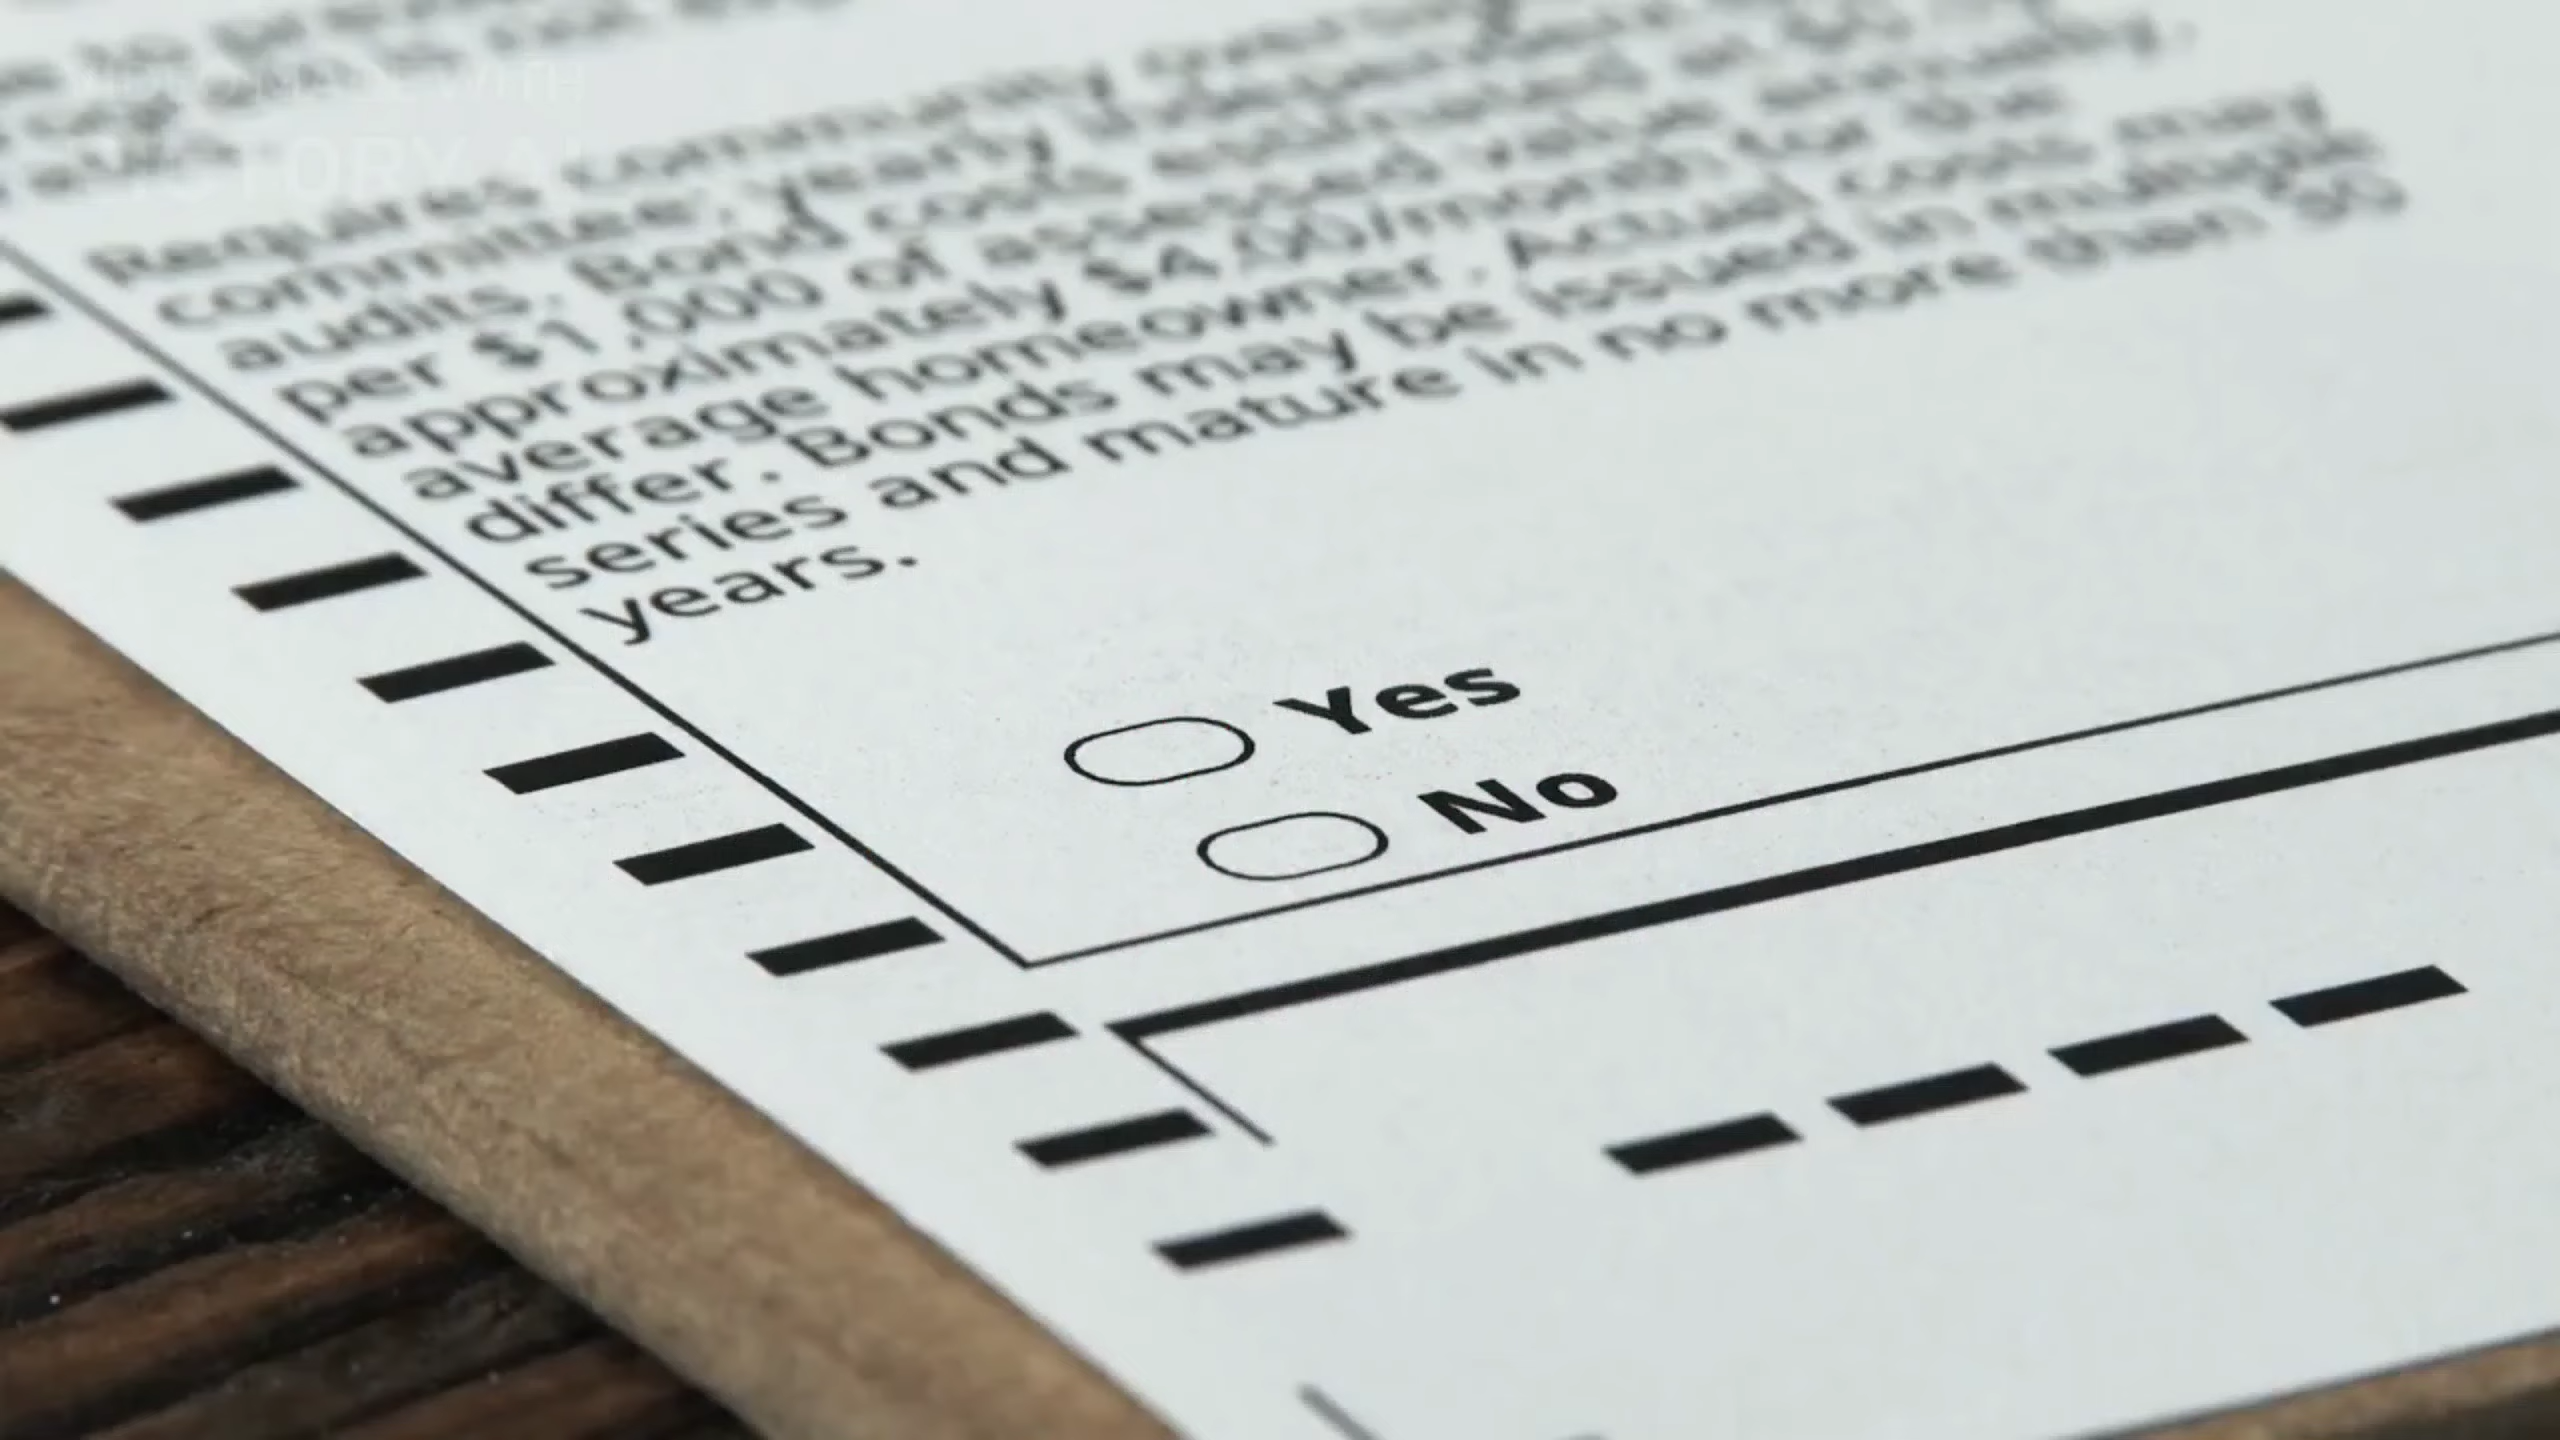 Requires community oversight
committee, yearly independent
audits. Bond costs estimated at
per $1,000 of assessed value annually,
approximately $4.00/month for the
average homeowner. Actual costs may
differ. Bonds may be issued in multiple
series and mature in no more than 30
years.
Yes
No